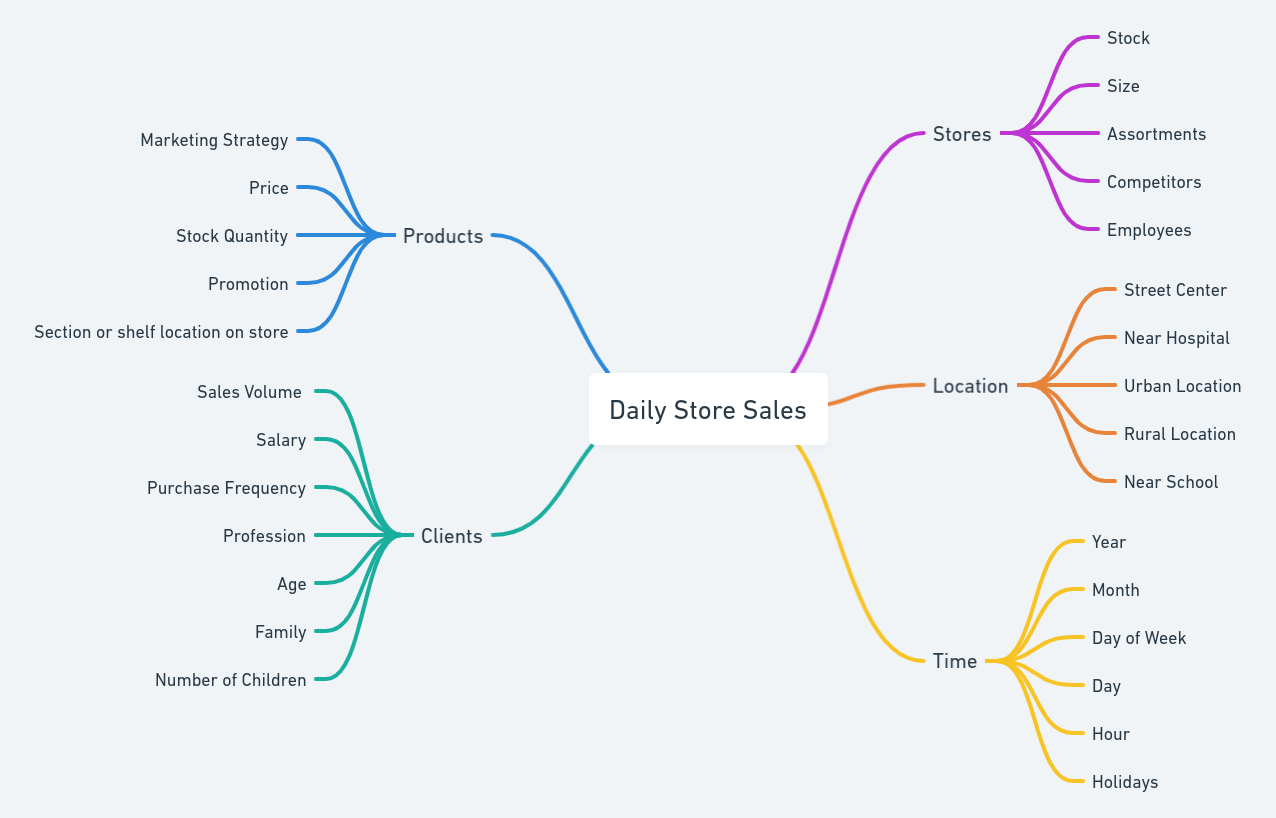 Daily Store Sales
Products
Marketing Strategy
Price
Stock Quantity
Promotion
Section or shelf location on store
Clients
Sales Volume
Salary
Purchase Frequency
Profession
Age
Family
Number of Children
Stores
Stock
Size
Assortments
Competitors
Employees
Location
Street Center
Near Hospital
Urban Location
Rural Location
Near School
Time
Year
Month
Day of Week
Day
Hour
Holidays